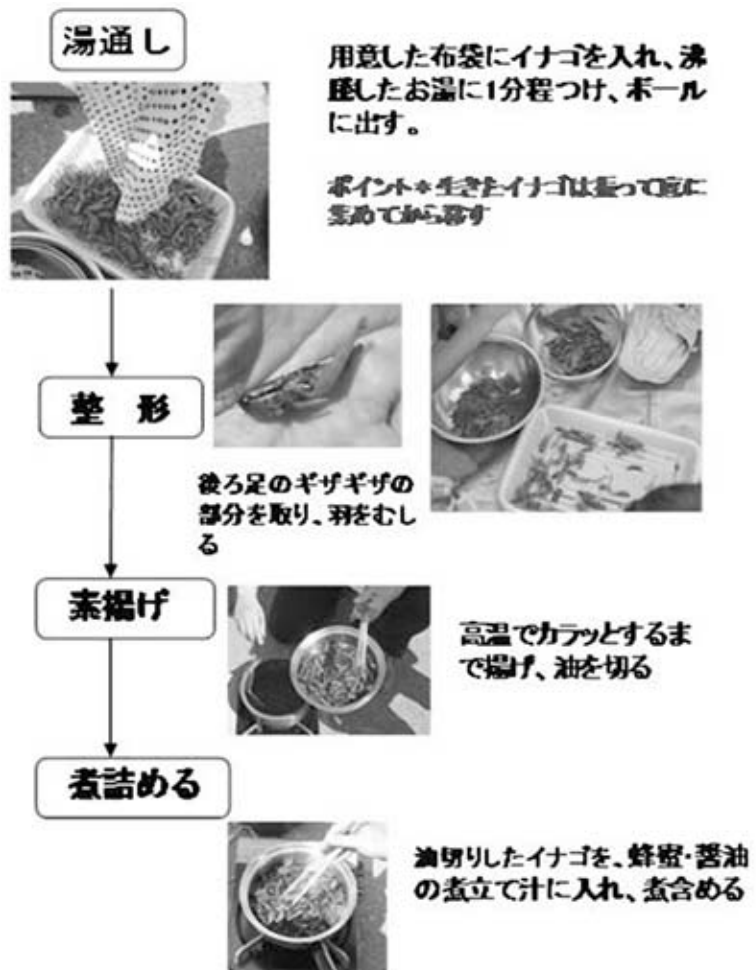 湯通し
用意した布袋にイナゴを入れ、沸
騰したお湯に1分程つけ、ボール
に出す。
ポイント＊生きたイナゴは振って底に
集めてから移す
整 形
後ろ足のギザギザの
部分を取り、羽をむし
る
素揚げ
高温でカラッとするま
で揚げ、油を切る
煮詰める
油切りしたイナゴを、蜂蜜・醤油
の煮立て汁に入れ、煮含める